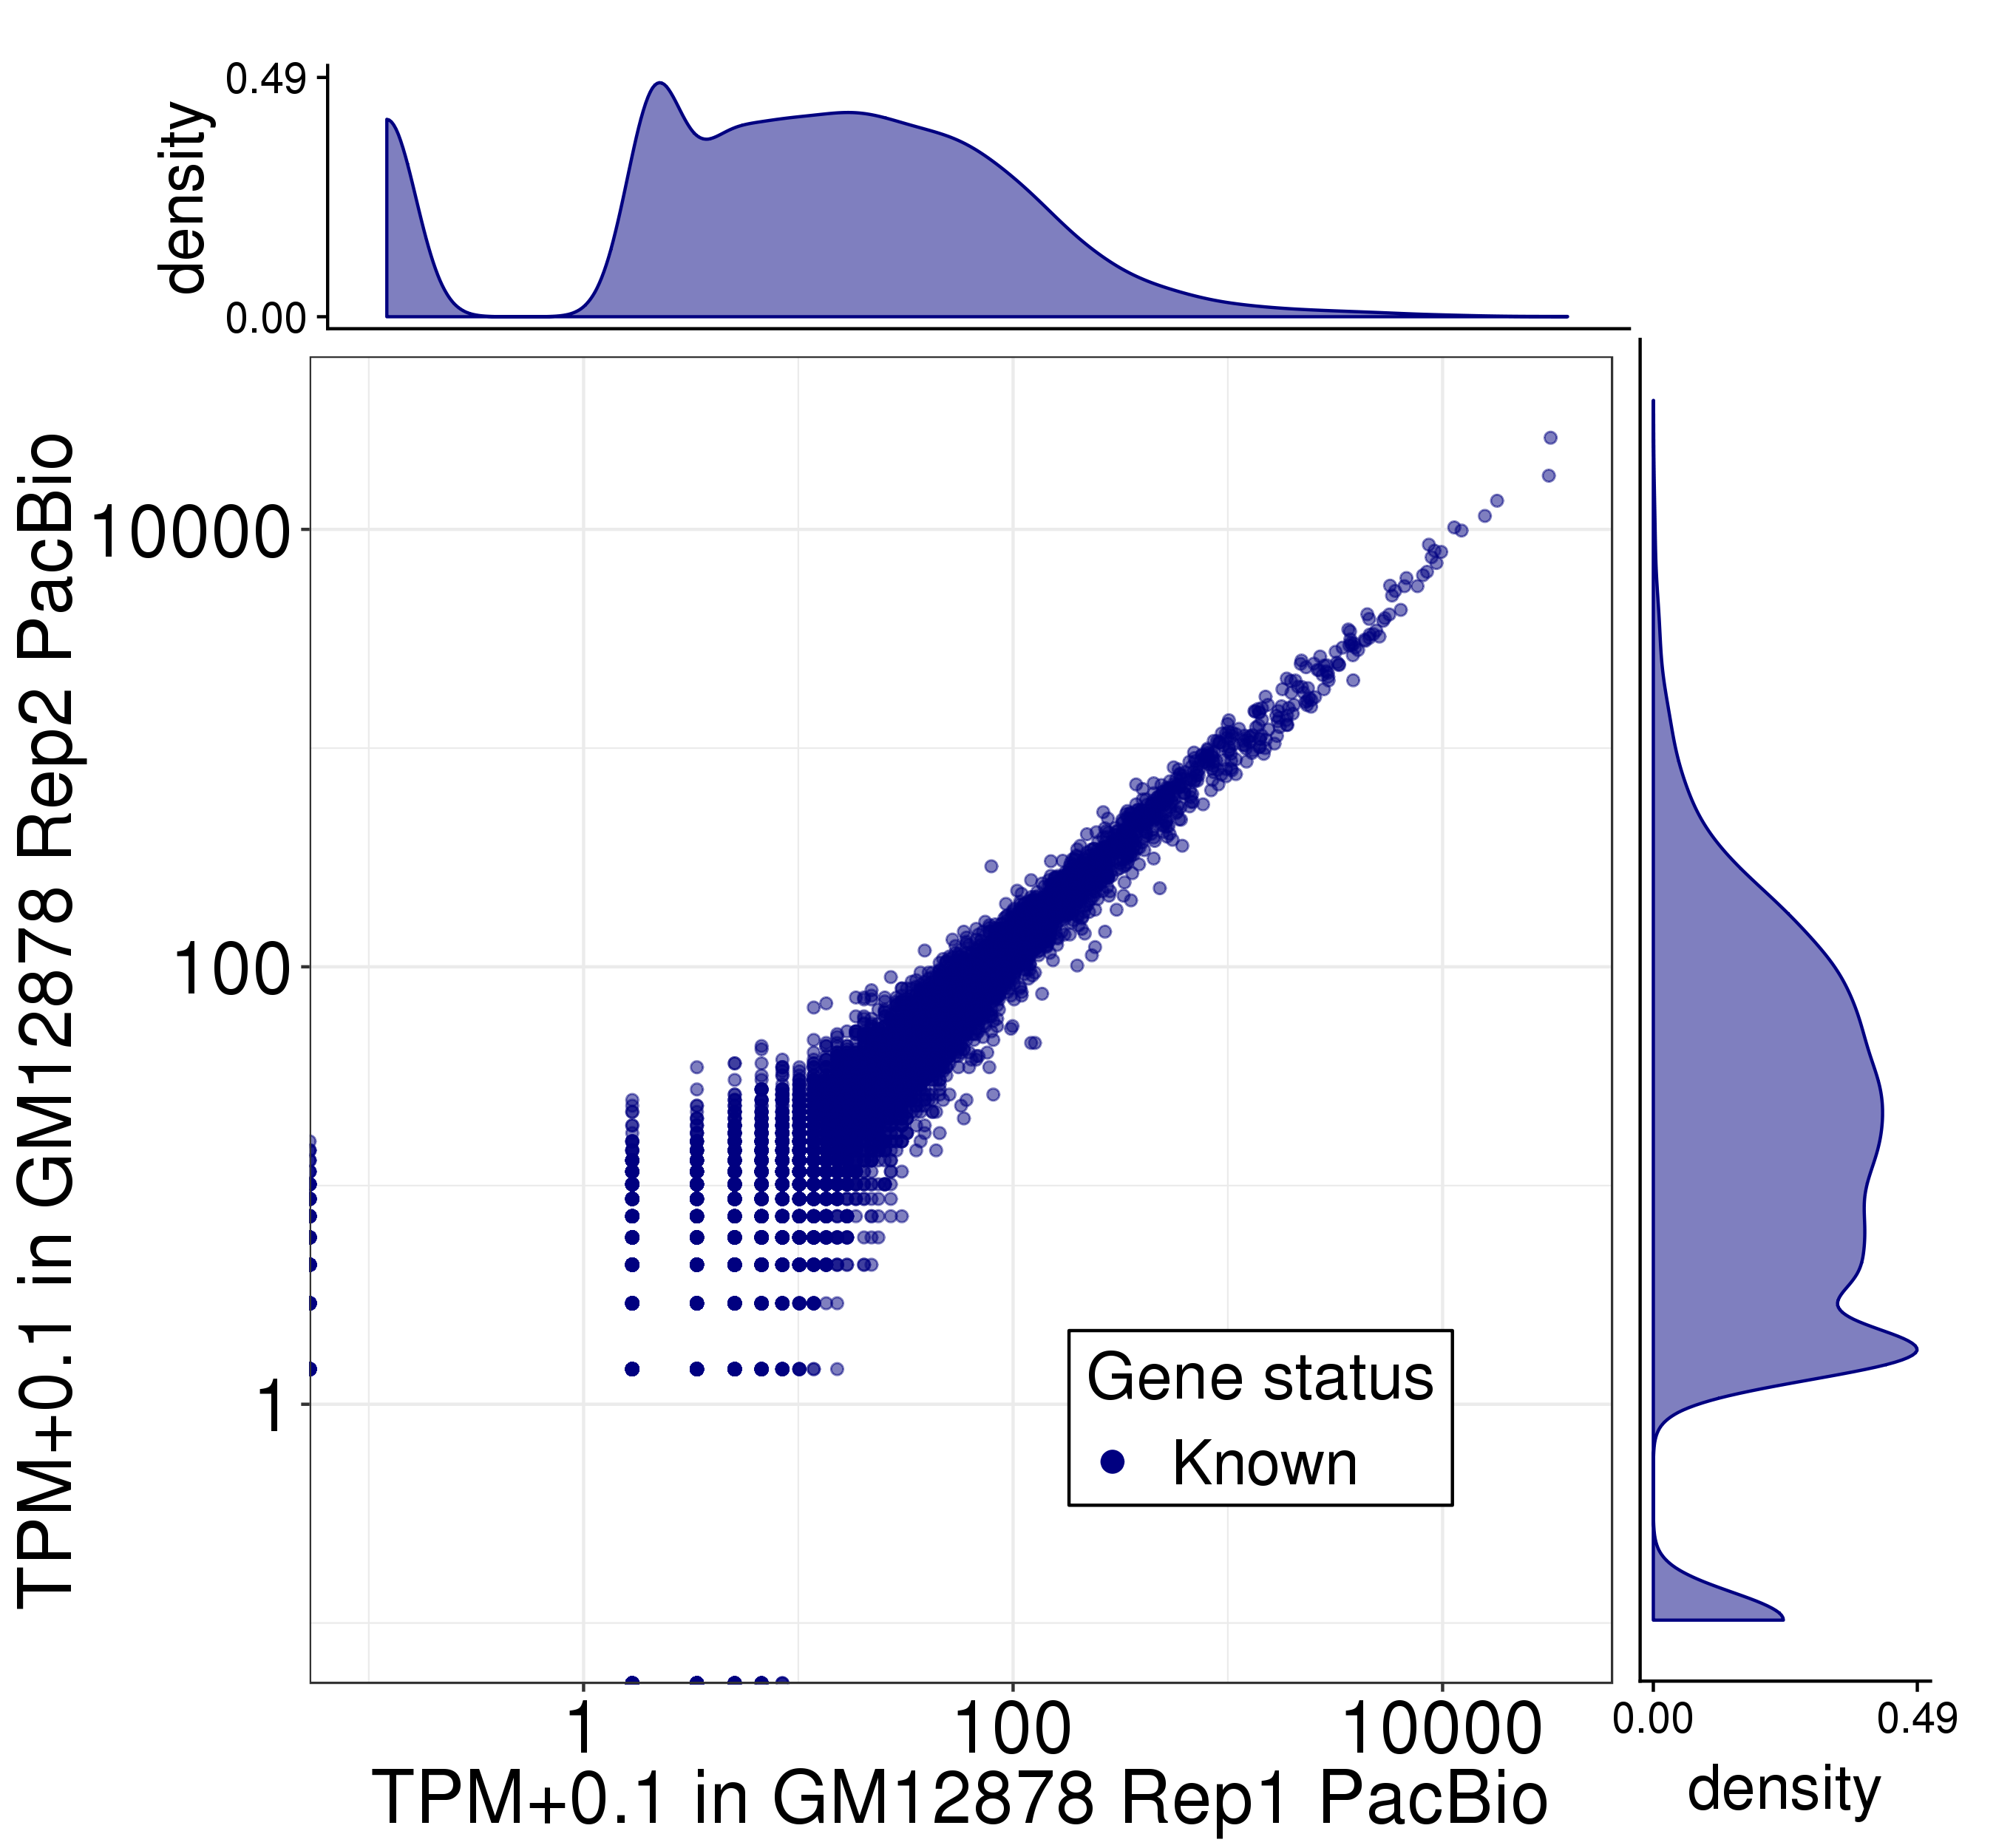 0.49
density
0.00
TPM+0.1 in GM12878 Rep2 PacBio
10000
100
1
Gene status
Known
1 100 10000
TPM+0.1 in GM12878 Rep1 PacBio
0.00 0.49
density